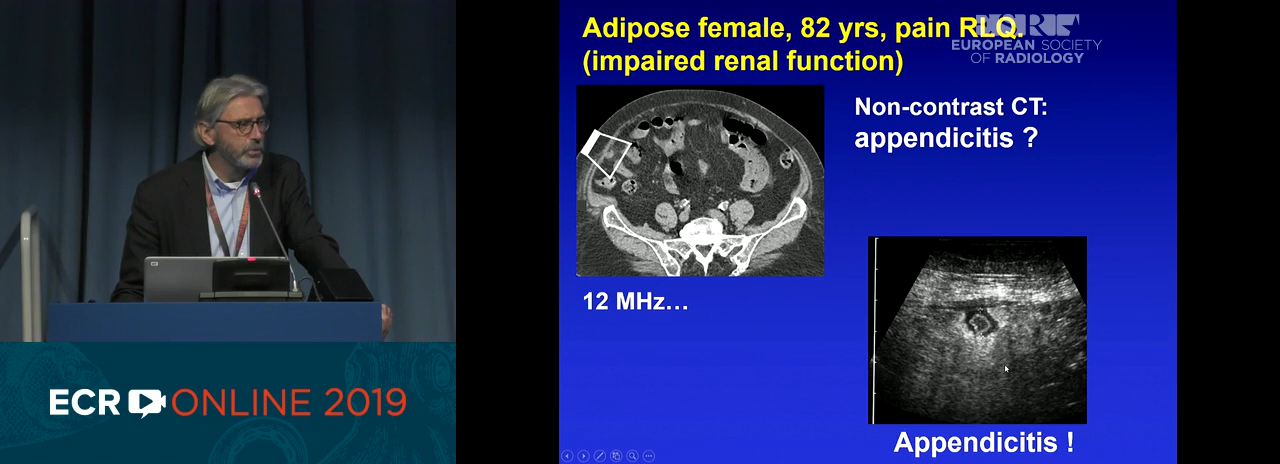 Adipose female, 82 yrs, pain RLQ.
(impaired renal function)
EUROPEAN SOCIETY
OF RADIOLOGY
Non-contrast CT:
appendicitis ?
12 MHz…
Appendicitis !
ECR ONLINE 2019